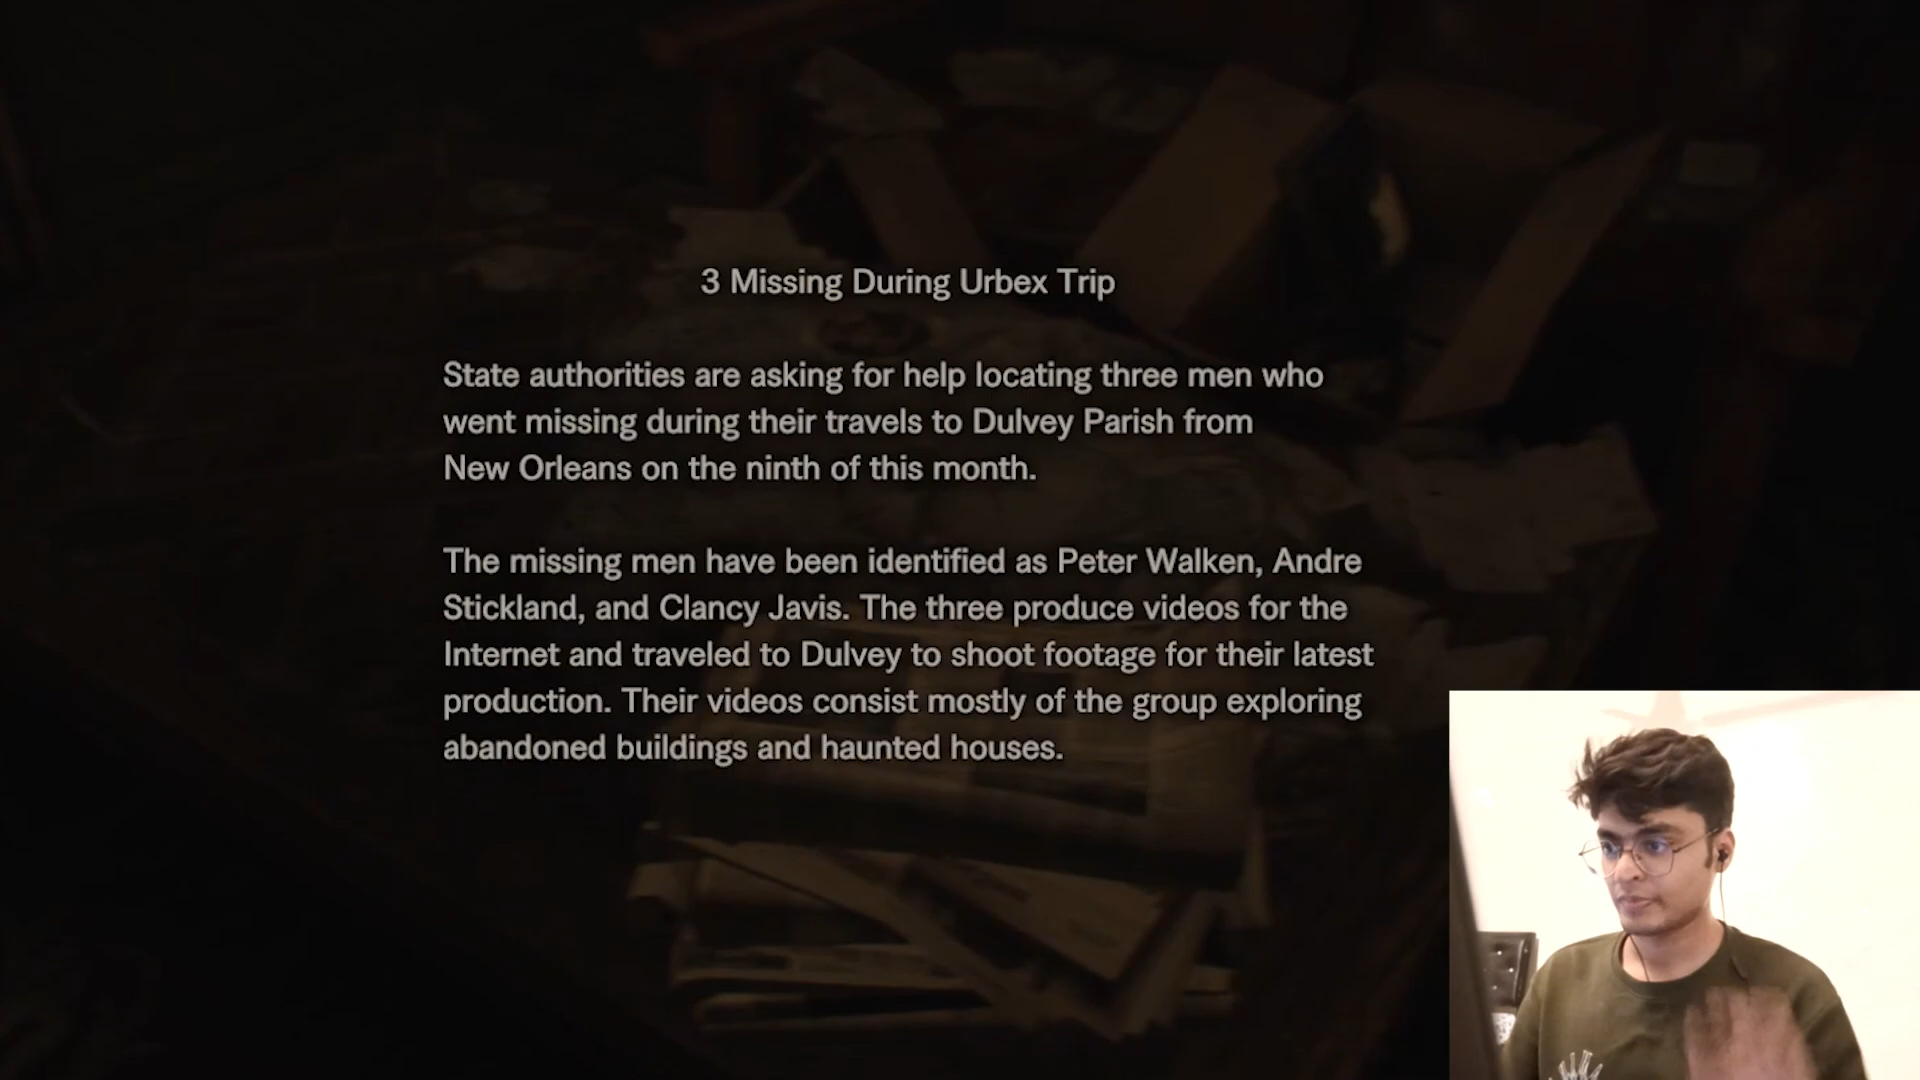 3 Missing During Urbex Trip
State authorities are asking for help locating three men who
went missing during their travels to Dulvey Parish from
New Orleans on the ninth of this month.
The missing men have been identified as Peter Walken, Andre
Stickland, and Clancy Javis. The three produce videos for the
Internet and traveled to Dulvey to shoot footage for their latest
production. Their videos consist mostly of the group exploring
abandoned buildings and haunted houses.